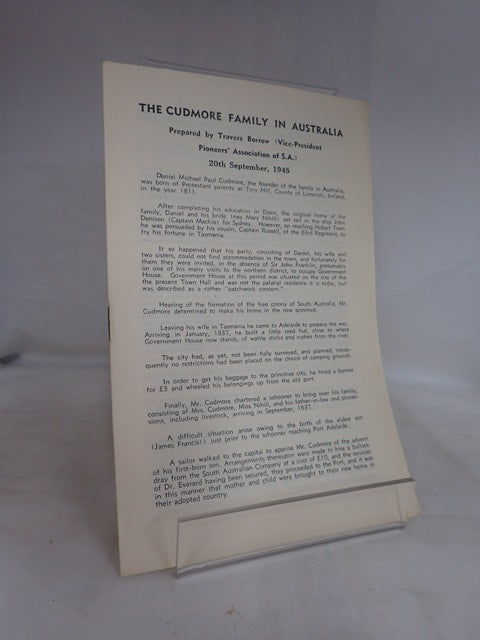 THE CUDMORE FAMILY IN AUSTRALIA
Prepared by Travers Borrow (Vice-President
Pioneers' Association of S.A.)
20th September, 1945
Daniel Michael Paul Cudmore, the founder of the family in Australia,
was born of Protestant parents at Tory Hill, County of Limerick, Ireland,
in the year 1811.
After completing his education in Essex, the original home of the
family, Daniel and his bride (nee Mary Nihill) set sail in the ship John
Denison (Captain Mackie) for Sydney. However, on reaching Hobart Town
he was persuaded by his cousin, Captain Russell, of the 63rd Regiment, to
try his fortune in Tasmania.
It so happened that his party, consisting of Daniel, his wife and
two sisters, could not find accommodation in the town, and fortunately for
them they were invited, in the absence of Sir John Franklin, presumably
on one of his many visits to the northern district, to occupy Government
House. Government House at this period was situated on the site of the
the present Town Hall and was not the palatial residence it is today, but
was described as a rather "patchwork concern."
Hearing of the formation of the free colony of South Australia, Mr.
Cudmore determined to make his home in the new province.
Leaving his wife in Tasmania he came to Adelaide to prepare the way.
Arriving in January, 1837, he built a little reed hut, close to where
Government House now stands, of wattle sticks and rushes from the river.
The city had, as yet, not been fully surveyed, and planned, conse-
quently no restrictions had been placed on the choice of camping grounds.
In order to get his baggage to the primitive city, he hired a barrow
for £3 and wheeled his belongings up from the old port.
Finally, Mr. Cudmore chartered a schooner to bring over his family,
consisting of Mrs. Cudmore, Miss Nihill, and his father-in-law and posses-
sions, including livestock, arriving in September, 1837.
A difficult situation arose owing to the birth of the eldest son
(James Francis) just prior to the schooner reaching Port Adelaide.
A sailor walked to the capital to apprise Mr. Cudmore of the advent
of his first-born son. Arrangements thereupon were made to hire a bullock
dray from the South Australian Company at a cost of £10, and the services
of Dr. Everard having been secured, they proceeded to the Port, and it was
in this manner that mother and child were brought to their new home in
their adopted country.